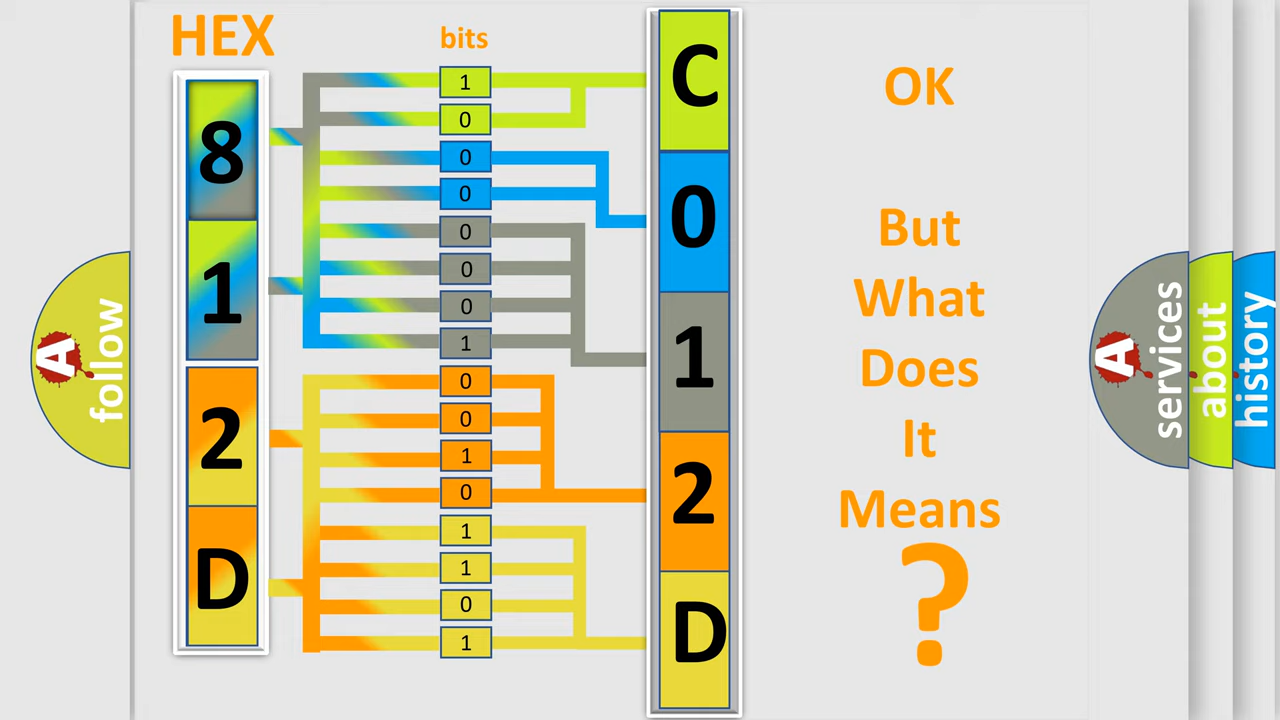 HEX
bits
8
1
2
D
1
0
0
0
0
0
0
1
0
0
1
0
1
1
0
1
C
0
1
2
D
OK
But
What
Does
It
Means
?
A
follow
A
services
about
history